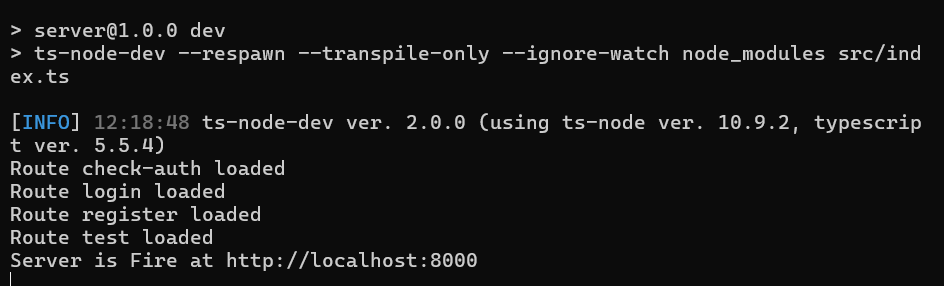 > server@1.0.0 dev
> ts-node-dev --respawn --transpile-only --ignore-watch node_modules src/ind
ex.ts
[INFO] 12:18:48 ts-node-dev ver. 2.0.0 (using ts-node ver. 10.9.2, typescrip
t ver. 5.5.4)
Route check-auth loaded
Route login loaded
Route register loaded
Route test loaded
Server is Fire at http://localhost:8000